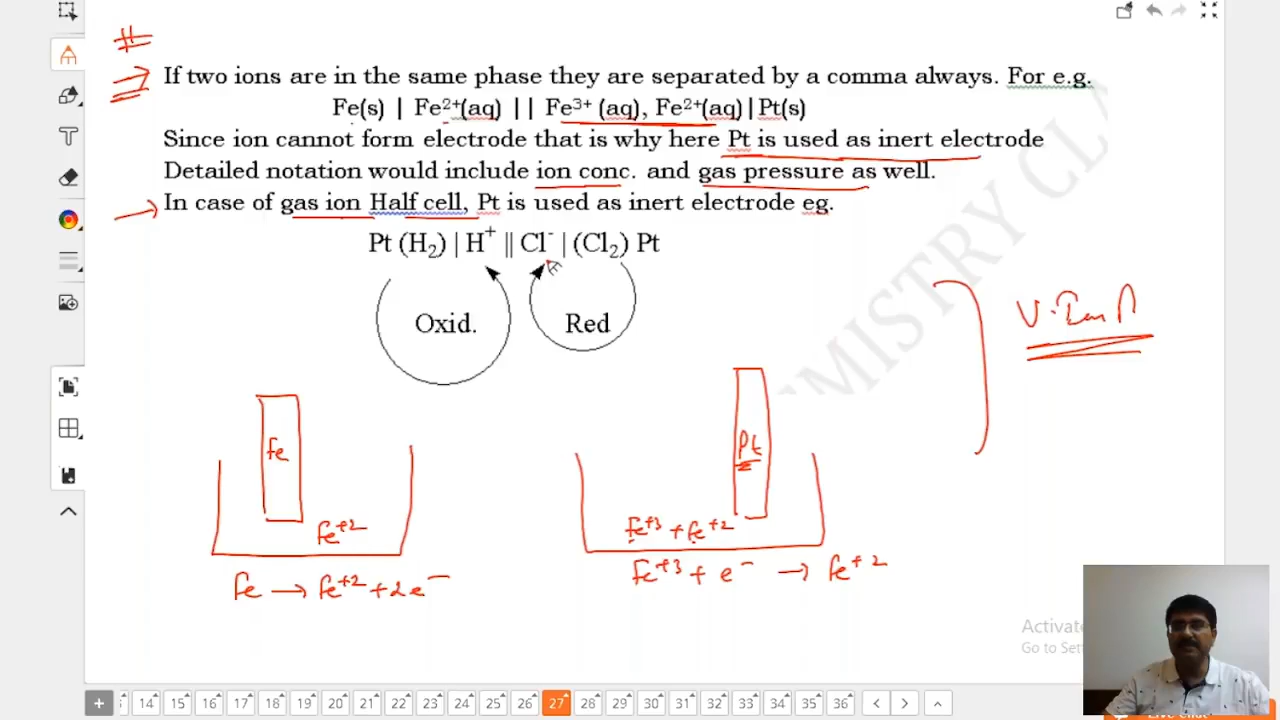 If two ions are in the same phase they are separated by a comma always. For e.g.
Fe(s) | Fe²⁺(aq) || Fe³⁺ (aq), Fe²⁺(aq)|Pt(s)
Since ion cannot form electrode that is why here Pt is used as inert electrode
Detailed notation would include ion conc. and gas pressure as well.
In case of gas ion Half cell, Pt is used as inert electrode eg.
Pt (H₂) | H⁺ || Cl⁻ | (Cl₂) Pt
Oxid. Red
V. Imp
Fe
Pt
Fe⁺²
Fe⁺³ + Fe⁺²
Fe → Fe⁺² + 2e⁻
Fe⁺³ + e⁻ → Fe⁺²
Go to Set
14 15 16 17 18 19 20 21 22 23 24 25 26 27 28 29 30 31 32 33 34 35 36